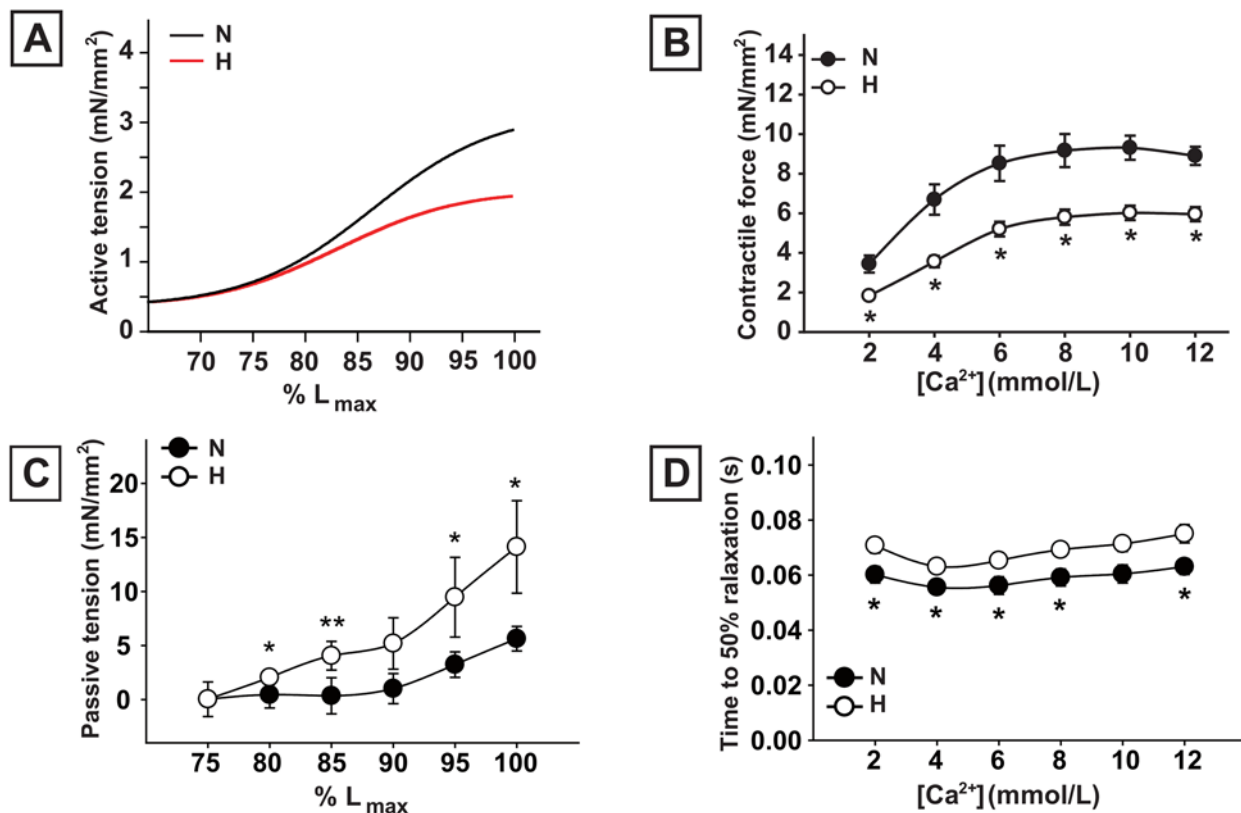 A
Active tension (mN/mm²)
4
3
2
1
0
N
H
70 75 80 85 90 95 100
% Lmax
B
Contractile force (mN/mm²)
14
12
10
8
6
4
2
0
N
H
* * * * * *
2 4 6 8 10 12
[Ca²⁺] (mmol/L)
C
Passive tension (mN/mm²)
20
15
10
5
0
N
H
* ** * *
75 80 85 90 95 100
% Lmax
D
Time to 50% ralaxation (s)
0.10
0.08
0.06
0.04
0.02
0.00
* * * * *
N
H
2 4 6 8 10 12
[Ca²⁺] (mmol/L)